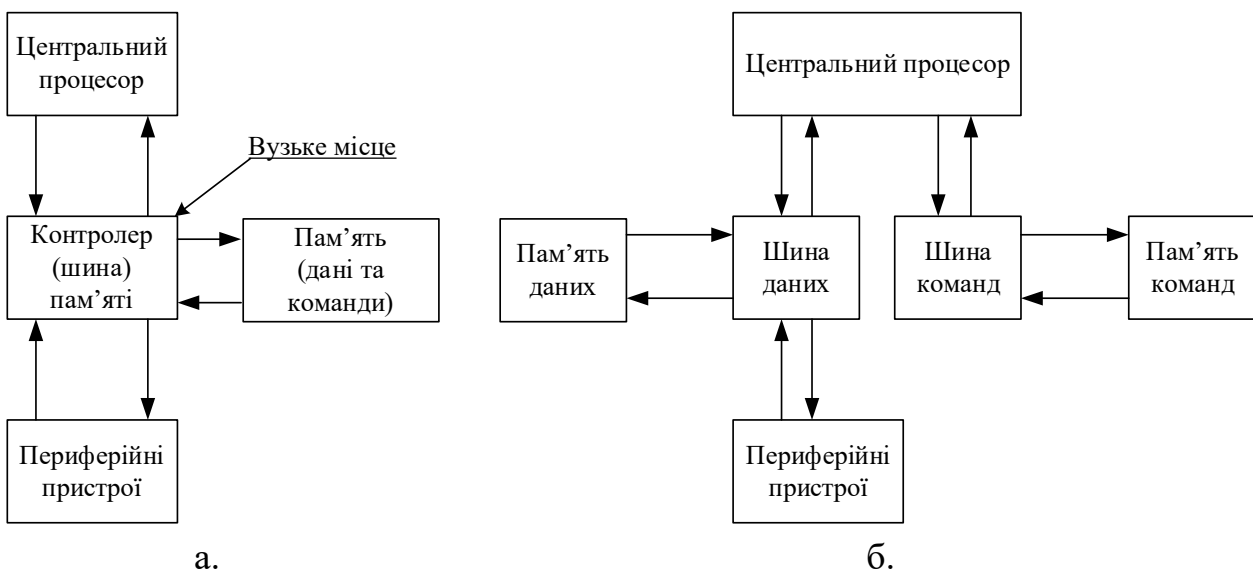 Центральний
процесор
Вузьке місце
Контролер
(шина)
пам’яті
Пам’ять
(дані та
команди)
Периферійні
пристрої
а.
Центральний процесор
Пам’ять
даних
Шина
даних
Шина
команд
Пам’ять
команд
Периферійні
пристрої
б.